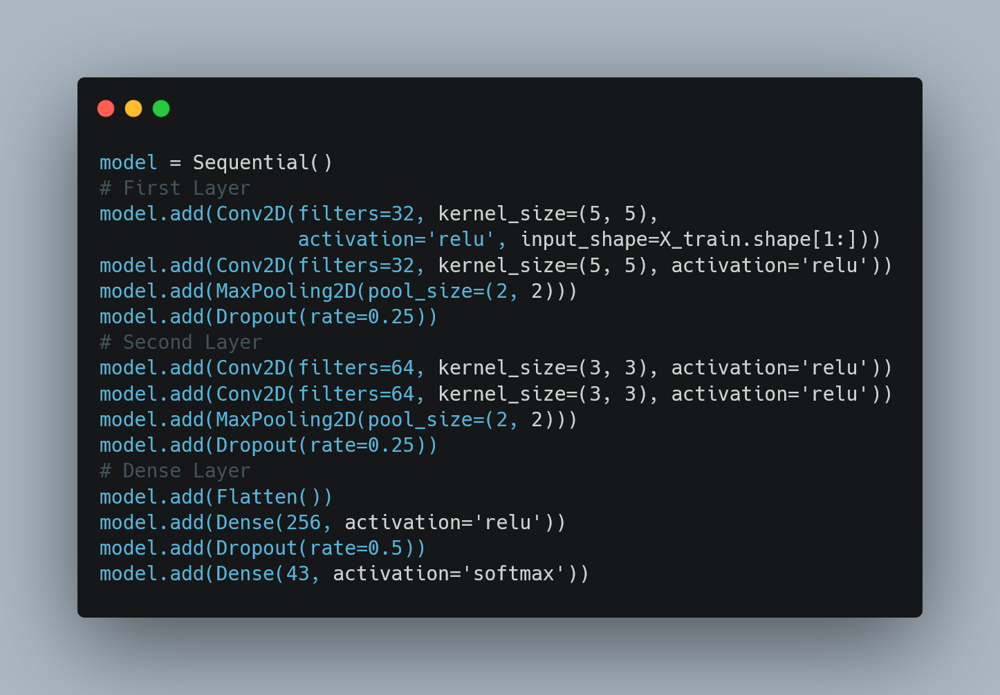 model = Sequential()
# First Layer
model.add(Conv2D(filters=32, kernel_size=(5, 5),
                 activation='relu', input_shape=X_train.shape[1:]))
model.add(Conv2D(filters=32, kernel_size=(5, 5), activation='relu'))
model.add(MaxPooling2D(pool_size=(2, 2)))
model.add(Dropout(rate=0.25))
# Second Layer
model.add(Conv2D(filters=64, kernel_size=(3, 3), activation='relu'))
model.add(Conv2D(filters=64, kernel_size=(3, 3), activation='relu'))
model.add(MaxPooling2D(pool_size=(2, 2)))
model.add(Dropout(rate=0.25))
# Dense Layer
model.add(Flatten())
model.add(Dense(256, activation='relu'))
model.add(Dropout(rate=0.5))
model.add(Dense(43, activation='softmax'))